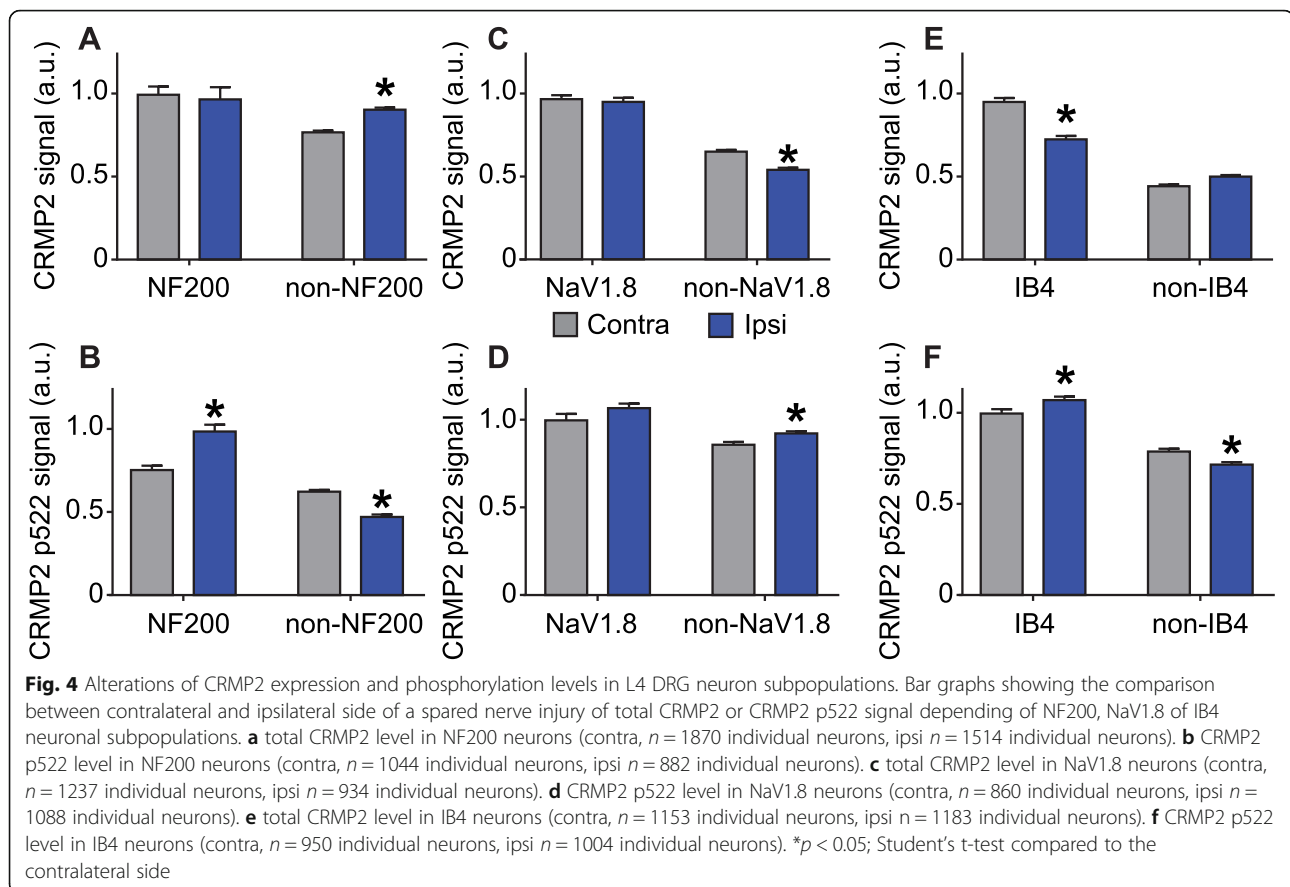 A
CRMP2 signal (a.u.)
1.0
0.5
0
*
NF200 non-NF200
C
CRMP2 signal (a.u.)
1.0
0.5
0
*
NaV1.8 non-NaV1.8
E
CRMP2 signal (a.u.)
1.0
0.5
0
*
IB4 non-IB4
Contra Ipsi
B
CRMP2 p522 signal (a.u.)
1.0
0.5
0
*
*
NF200 non-NF200
D
CRMP2 p522 signal (a.u.)
1.0
0.5
0
*
NaV1.8 non-NaV1.8
F
CRMP2 p522 signal (a.u.)
1.0
0.5
0
*
*
IB4 non-IB4
Fig. 4 Alterations of CRMP2 expression and phosphorylation levels in L4 DRG neuron subpopulations. Bar graphs showing the comparison
between contralateral and ipsilateral side of a spared nerve injury of total CRMP2 or CRMP2 p522 signal depending of NF200, NaV1.8 of IB4
neuronal subpopulations. a total CRMP2 level in NF200 neurons (contra, n = 1870 individual neurons, ipsi n = 1514 individual neurons). b CRMP2
p522 level in NF200 neurons (contra, n = 1044 individual neurons, ipsi n = 882 individual neurons). c total CRMP2 level in NaV1.8 neurons (contra,
n = 1237 individual neurons, ipsi n = 934 individual neurons). d CRMP2 p522 level in NaV1.8 neurons (contra, n = 860 individual neurons, ipsi n =
1088 individual neurons). e total CRMP2 level in IB4 neurons (contra, n = 1153 individual neurons, ipsi n = 1183 individual neurons). f CRMP2 p522
level in IB4 neurons (contra, n = 950 individual neurons, ipsi n = 1004 individual neurons). *p < 0.05; Student's t-test compared to the
contralateral side